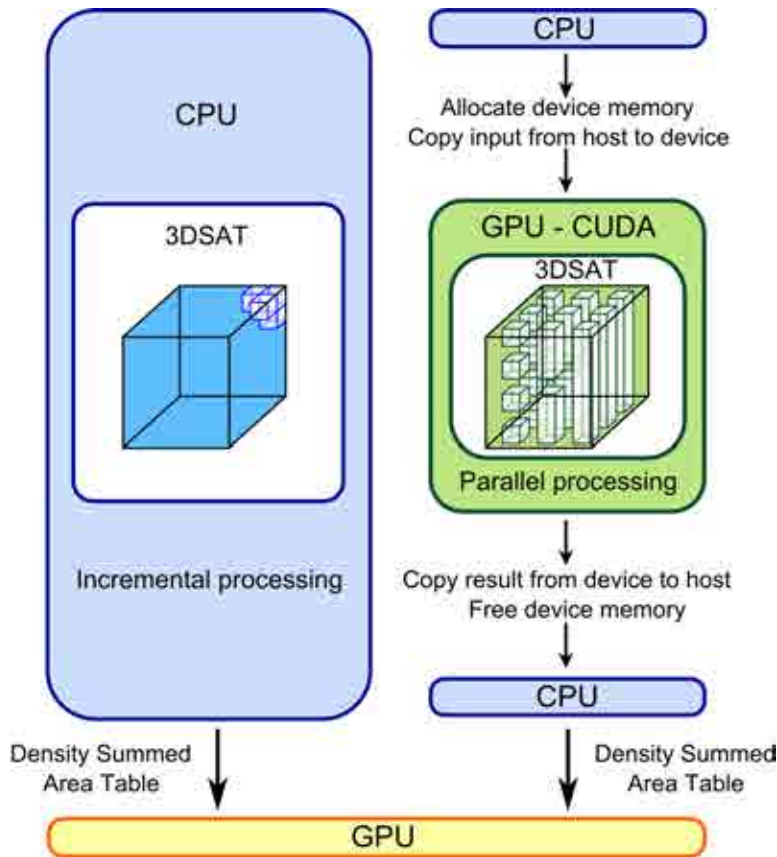 CPU
3DSAT
Incremental processing
Density Summed
Area Table
CPU
Allocate device memory
Copy input from host to device
GPU - CUDA
3DSAT
Parallel processing
Copy result from device to host
Free device memory
CPU
Density Summed
Area Table
GPU